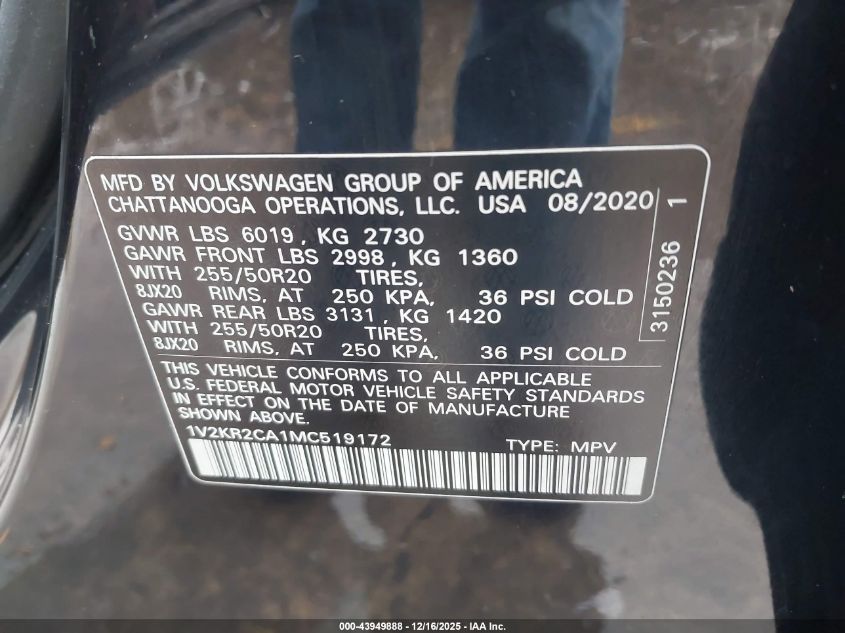 MFD BY VOLKSWAGEN GROUP OF AMERICA
CHATTANOOGA OPERATIONS, LLC. USA 08/2020
GVWR LBS 6019, KG 2730
GAWR FRONT LBS 2998, KG 1360
WITH 255/50R20 TIRES,
8JX20 RIMS, AT 250 KPA, 36 PSI COLD
GAWR REAR LBS 3131, KG 1420
WITH 255/50R20 TIRES,
8JX20 RIMS, AT 250 KPA, 36 PSI COLD
3150236 1
THIS VEHICLE CONFORMS TO ALL APPLICABLE
U.S. FEDERAL MOTOR VEHICLE SAFETY STANDARDS
IN EFFECT ON THE DATE OF MANUFACTURE
SHOWN ABOVE.
1V2KR2CA1MC519172 TYPE: MPV
000-43949888 - 12/16/2025 - IAA Inc.